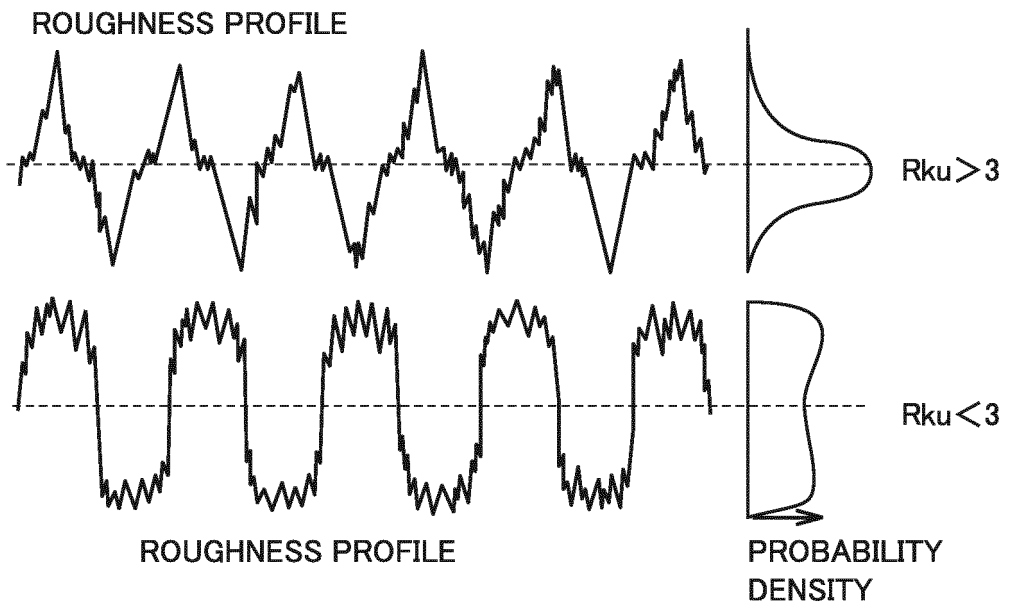 ROUGHNESS PROFILE
Rku＞3
Rku＜3
ROUGHNESS PROFILE
PROBABILITY
DENSITY